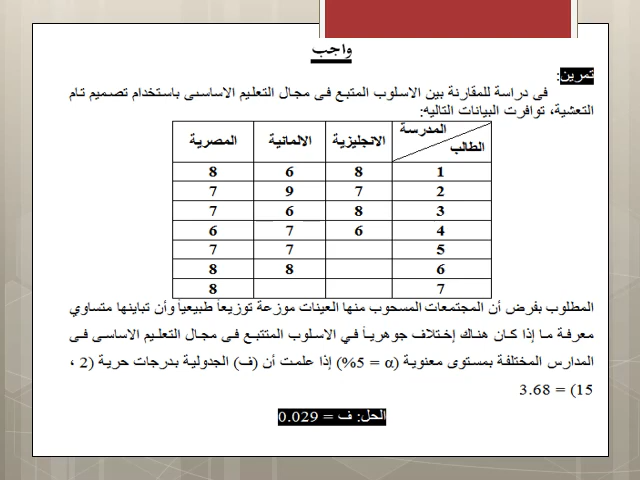 واجب
تمرين:
فى دراسة للمقارنة بين الاسلوب المتبع فى مجال التعليم الاساسى باستخدام تصميم تام
التعشية، توافرت البيانات التاليه:
المدرسة الطالب الانجليزية الالمانية المصرية
1 8 6 8
2 7 9 7
3 8 6 7
4 6 7 6
5 7 7
6 8 8
7 8
المطلوب بفرض أن المجتمعات المسحوب منها العينات موزعة توزيعاً طبيعياً وأن تباينها متساوي
معرفة ما إذا كان هناك إختلاف جوهرياً في الاسلوب المتتبع فى مجال التعليم الاساسى فى
المدارس المختلفة بمستوى معنوية (α = 5%) إذا علمت أن (ف) الجدولية بدرجات حرية (2 ،
15) = 3.68
الحل: ف = 0.029